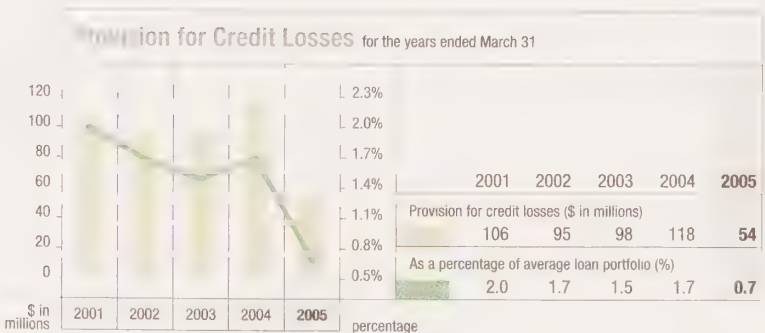 Provision for Credit Losses for the years ended March 31
120
100
80
60
40
20
0
$ in millions
2001 2002 2003 2004 2005
2.3%
2.0%
1.7%
1.4%
1.1%
0.8%
0.5%
percentage
2001 2002 2003 2004 2005
Provision for credit losses ($ in millions)
106 95 98 118 54
As a percentage of average loan portfolio (%)
2.0 1.7 1.5 1.7 0.7